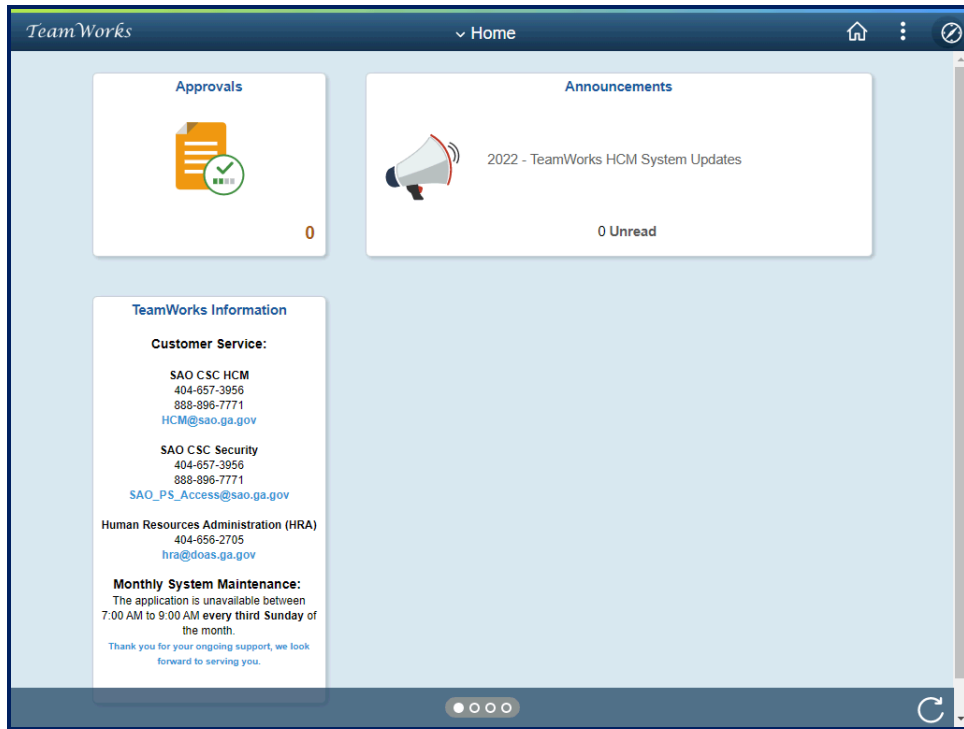 TeamWorks
Home
Approvals
0
Announcements
2022 - TeamWorks HCM System Updates
0 Unread
TeamWorks Information
Customer Service:
SAO CSC HCM
404-657-3956
888-896-7771
HCM@sao.ga.gov
SAO CSC Security
404-657-3956
888-896-7771
SAO_PS_Access@sao.ga.gov
Human Resources Administration (HRA)
404-656-2705
hra@doas.ga.gov
Monthly System Maintenance:
The application is unavailable between
7:00 AM to 9:00 AM every third Sunday of
the month.
Thank you for your ongoing support, we look
forward to serving you.